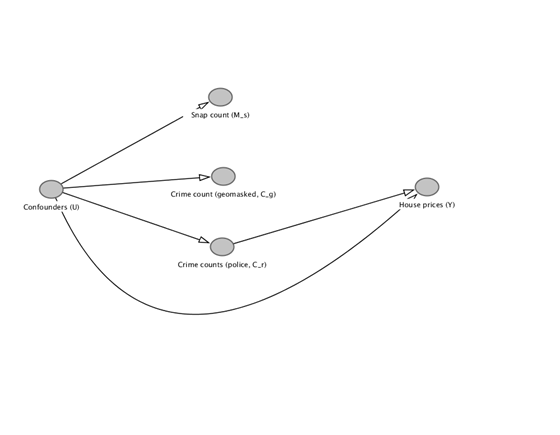 Snap count (M_s)
Crime count (geomasked, C_g)
Confounders (U)
House prices (Y)
Crime counts (police, C_r)